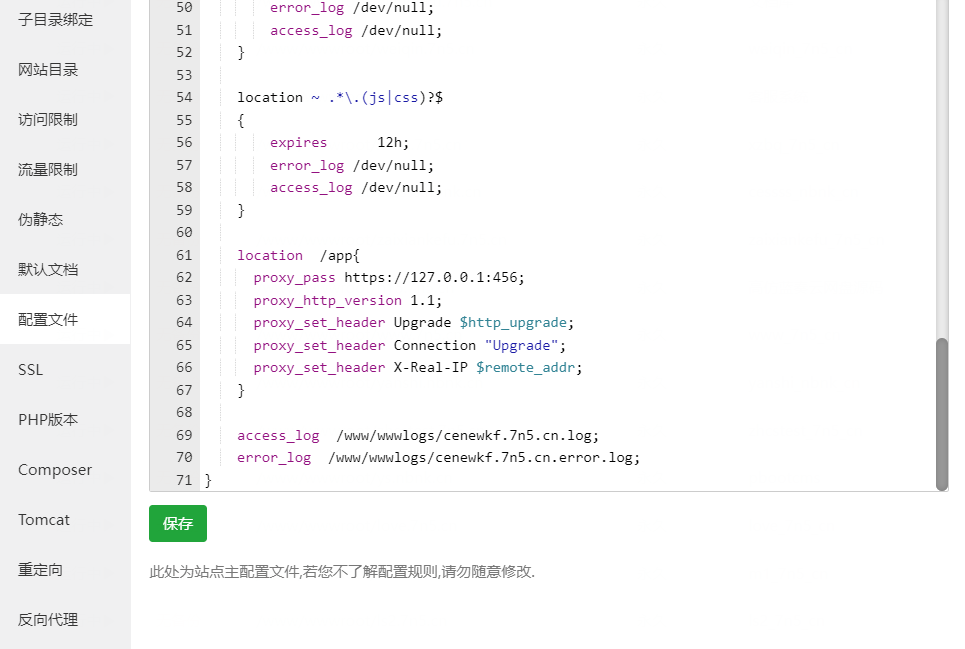 子目录绑定
网站目录
访问限制
流量限制
伪静态
默认文档
配置文件
SSL
PHP版本
Composer
Tomcat
重定向
反向代理
50 error_log /dev/null;
51 access_log /dev/null;
52 }
53
54 location ~ .*\.(js|css)?$
55 {
56 expires      12h;
57 error_log /dev/null;
58 access_log /dev/null;
59 }
60
61 location  /app{
62 proxy_pass https://127.0.0.1:456;
63 proxy_http_version 1.1;
64 proxy_set_header Upgrade $http_upgrade;
65 proxy_set_header Connection "Upgrade";
66 proxy_set_header X-Real-IP $remote_addr;
67 }
68
69 access_log  /www/wwwlogs/cenewkf.7n5.cn.log;
70 error_log  /www/wwwlogs/cenewkf.7n5.cn.error.log;
71 }
保存
此处为站点主配置文件,若您不了解配置规则,请勿随意修改.